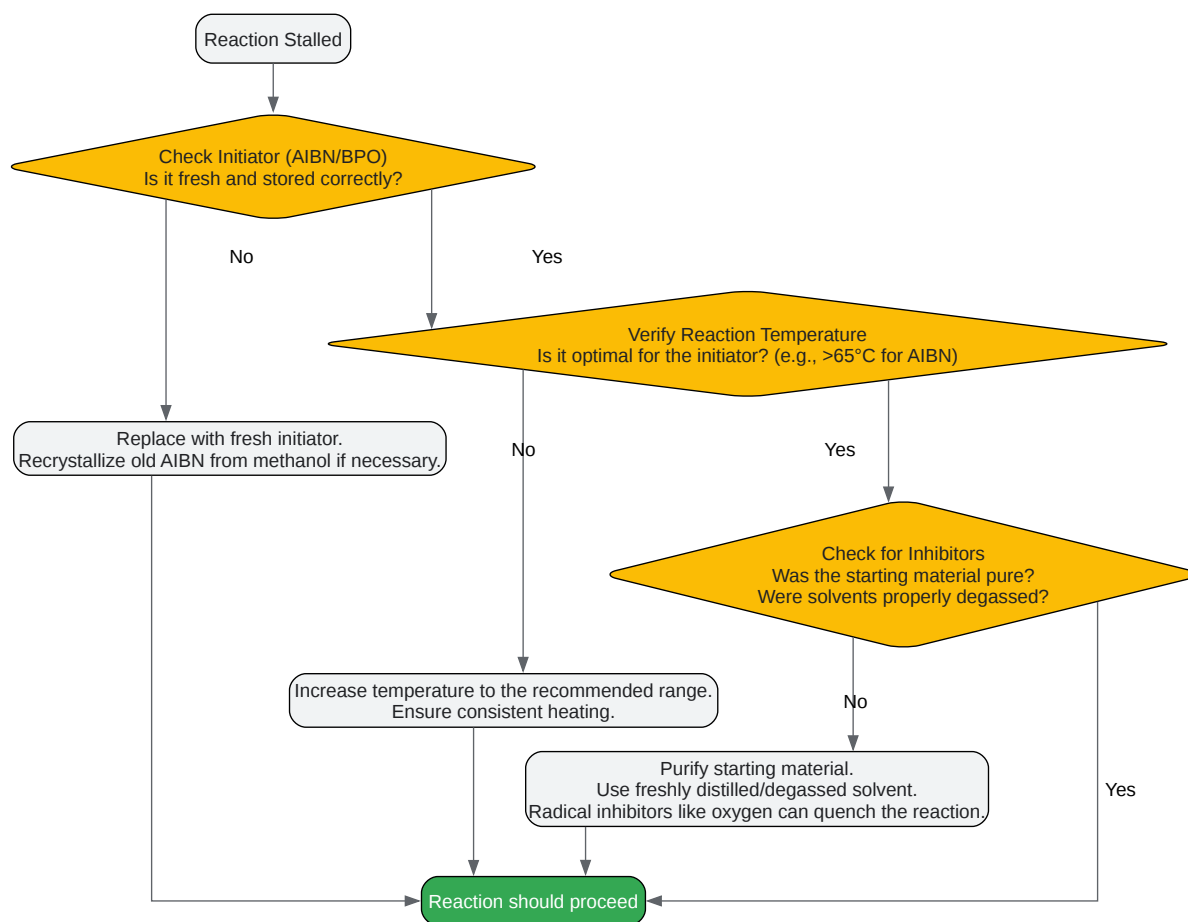 Reaction Stalled
Check Initiator (AIBN/BPO)
Is it fresh and stored correctly?
No
Yes
Verify Reaction Temperature
Is it optimal for the initiator? (e.g., >65°C for AIBN)
Replace with fresh initiator.
Recrystallize old AIBN from methanol if necessary.
No
Yes
Check for Inhibitors
Was the starting material pure?
Were solvents properly degassed?
Increase temperature to the recommended range.
Ensure consistent heating.
No
Purify starting material.
Use freshly distilled/degassed solvent.
Radical inhibitors like oxygen can quench the reaction.
Yes
Reaction should proceed